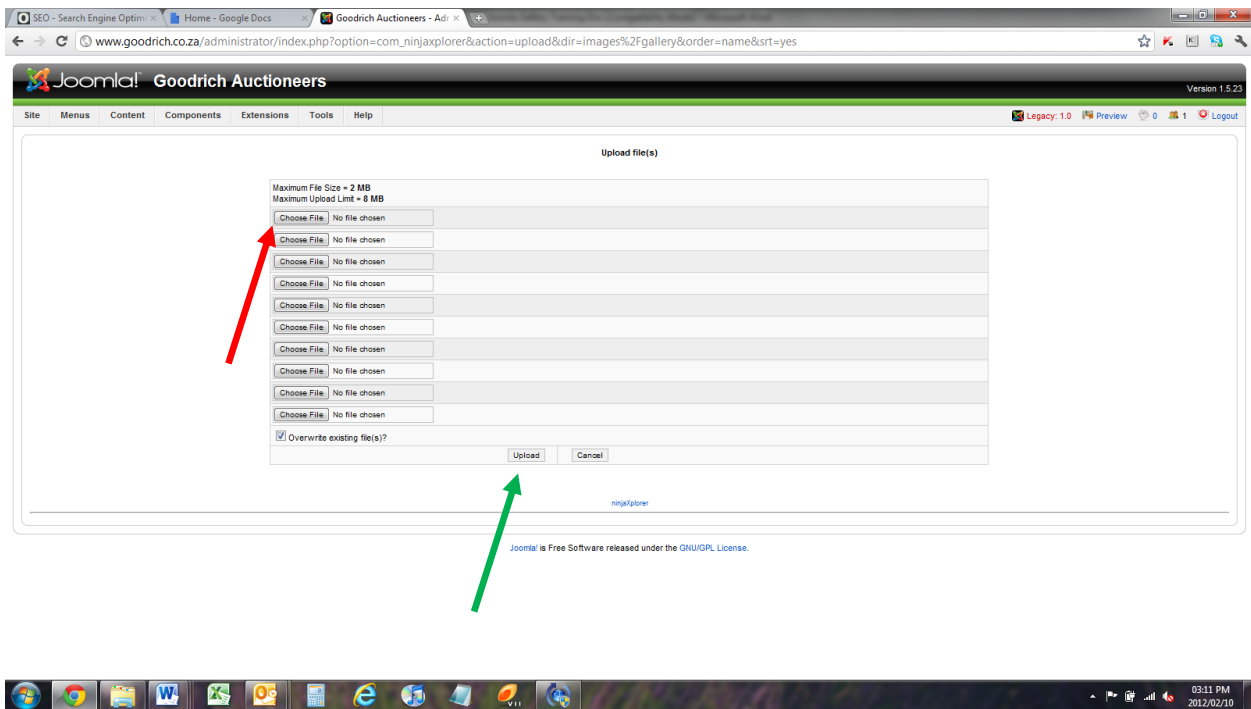 SEO - Search Engine Optim
Home - Google Docs
Goodrich Auctioneers - Adr
www.goodrich.co.za/administrator/index.php?option=com_ninjaxplorer&action=upload&dir=images%2Fgallery&order=name&srt=yes
Joomla! Goodrich Auctioneers
Version 1.5.23
Site Menus Content Components Extensions Tools Help
Legacy: 1.0 Preview 0 1 Logout
Upload file(s)
Maximum File Size = 2 MB
Maximum Upload Limit = 8 MB
Choose File No file chosen
Choose File No file chosen
Choose File No file chosen
Choose File No file chosen
Choose File No file chosen
Choose File No file chosen
Choose File No file chosen
Choose File No file chosen
Choose File No file chosen
Choose File No file chosen
Overwrite existing file(s)?
Upload Cancel
ninjaXplorer
Joomla! is Free Software released under the GNU/GPL License.
03:11 PM
2012/02/10